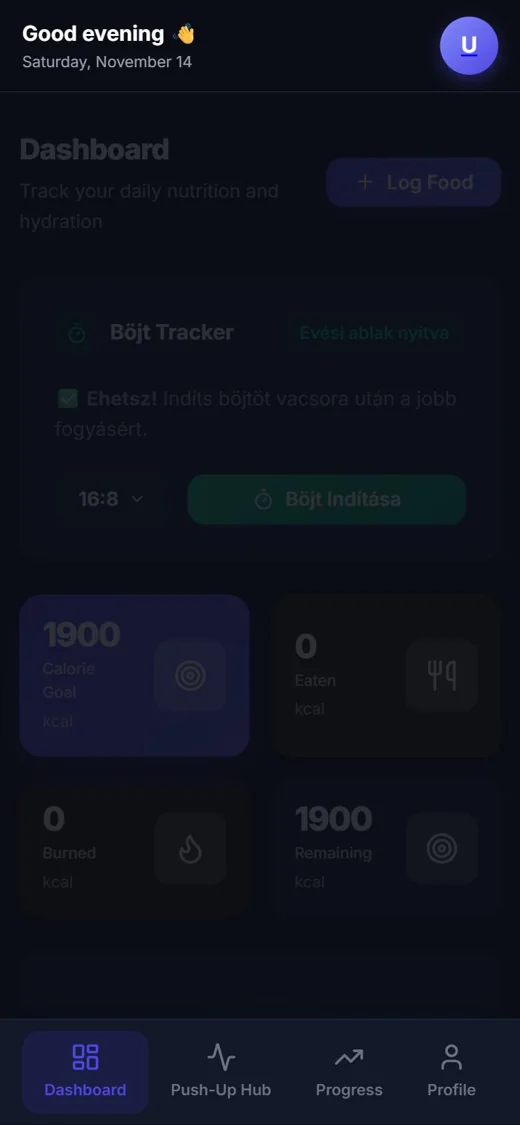 Good evening 👋
Saturday, November 14
U
Dashboard
Track your daily nutrition and
hydration
+ Log Food
Böjt Tracker
Evési ablak nyitva
✅ Ehetsz! Indíts böjtöt vacsora után a jobb
fogyásért.
16:8
Böjt Indítása
1900
Calorie
Goal
kcal
0
Eaten
kcal
0
Burned
kcal
1900
Remaining
kcal
Dashboard
Push-Up Hub
Progress
Profile